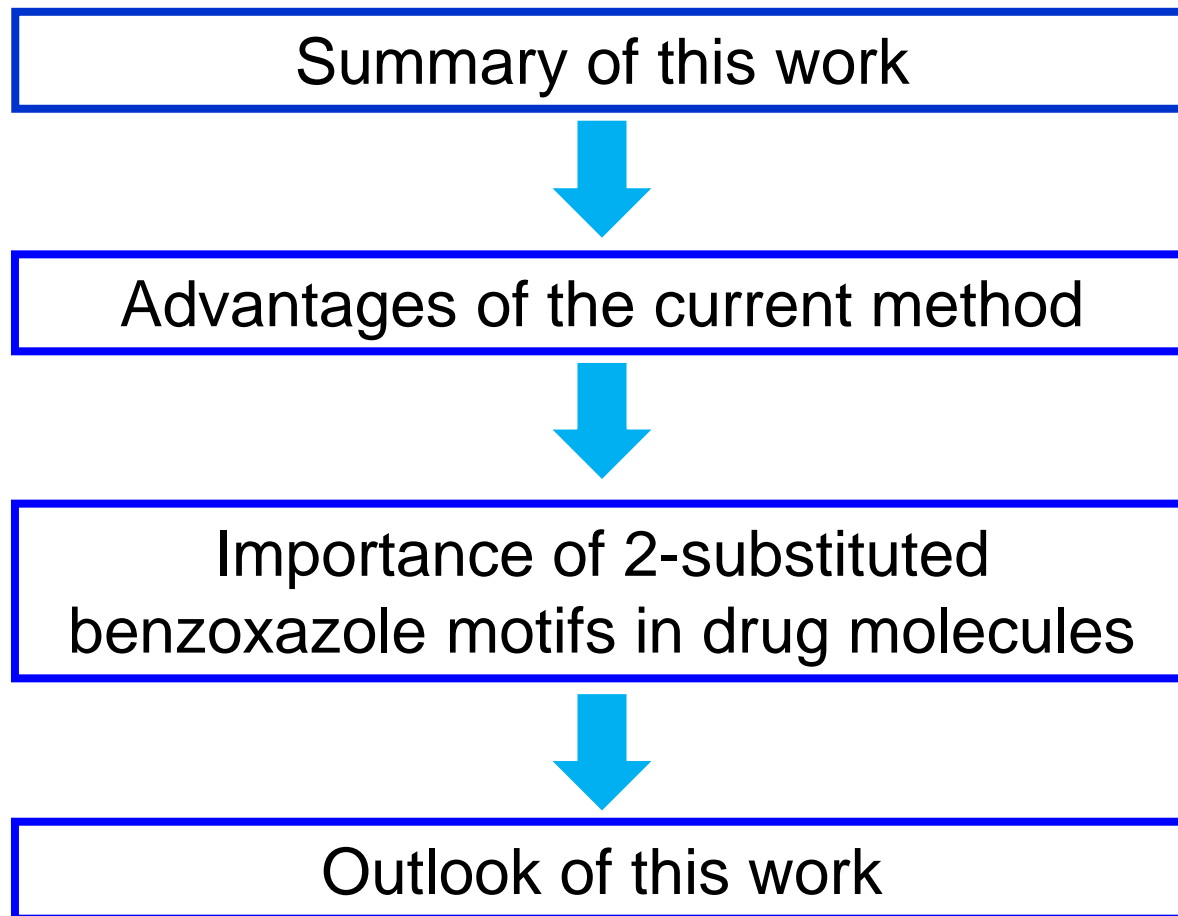 Summary of this work
Advantages of the current method
Importance of 2-substituted
benzoxazole motifs in drug molecules
Outlook of this work